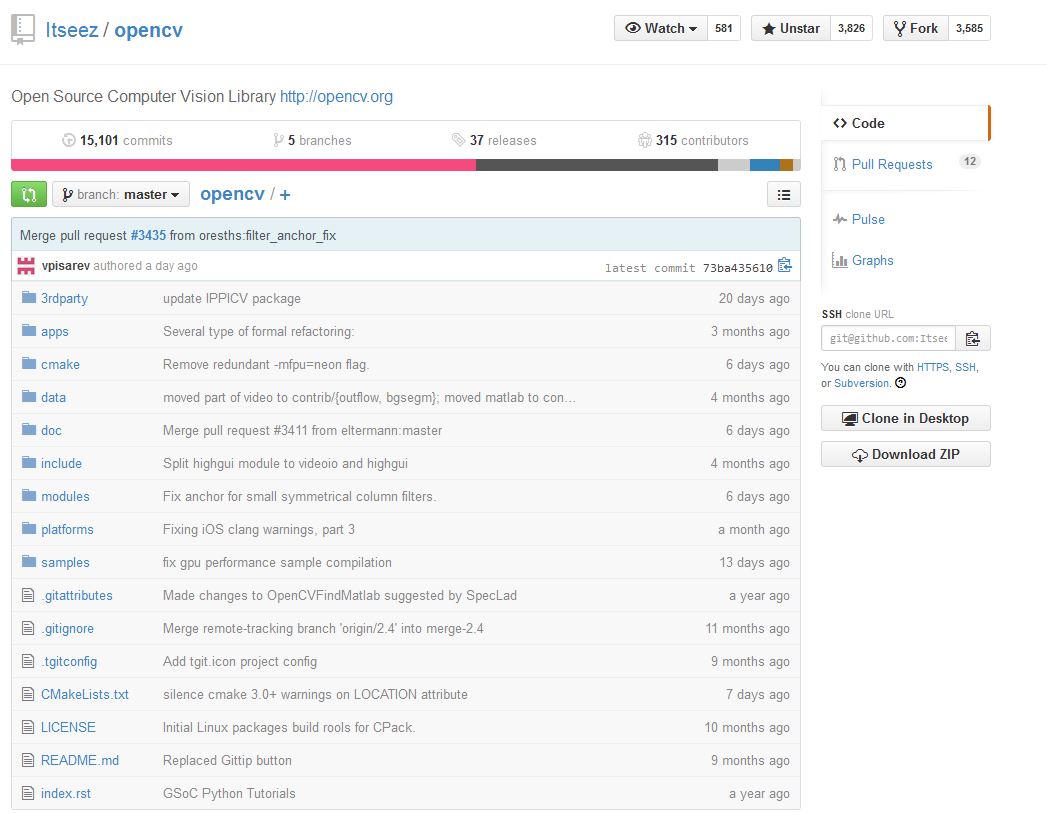 Itseez / opencv
Watch 581 Unstar 3,826 Fork 3,585
Open Source Computer Vision Library http://opencv.org
15,101 commits 5 branches 37 releases 315 contributors
branch: master opencv / +
Merge pull request #3435 from oresths:filter_anchor_fix
vpisarev authored a day ago latest commit 73ba435610
3rdparty update IPPICV package 20 days ago
apps Several type of formal refactoring: 3 months ago
cmake Remove redundant -mfpu=neon flag. 6 days ago
data moved part of video to contrib/{outflow, bgsegm}; moved matlab to con... 4 months ago
doc Merge pull request #3411 from eltermann:master 6 days ago
include Split highgui module to videoio and highgui 4 months ago
modules Fix anchor for small symmetrical column filters. 6 days ago
platforms Fixing iOS clang warnings, part 3 a month ago
samples fix gpu performance sample compilation 13 days ago
.gitattributes Made changes to OpenCVFindMatlab suggested by SpecLad a year ago
.gitignore Merge remote-tracking branch 'origin/2.4' into merge-2.4 11 months ago
.tgitconfig Add tgit.icon project config 9 months ago
CMakeLists.txt silence cmake 3.0+ warnings on LOCATION attribute 7 days ago
LICENSE Initial Linux packages build rools for CPack. 10 months ago
README.md Replaced Gittip button 9 months ago
index.rst GSoC Python Tutorials a year ago
Code
Pull Requests 12
Pulse
Graphs
SSH clone URL
git@github.com:Itsee
You can clone with HTTPS, SSH,
or Subversion.
Clone in Desktop
Download ZIP